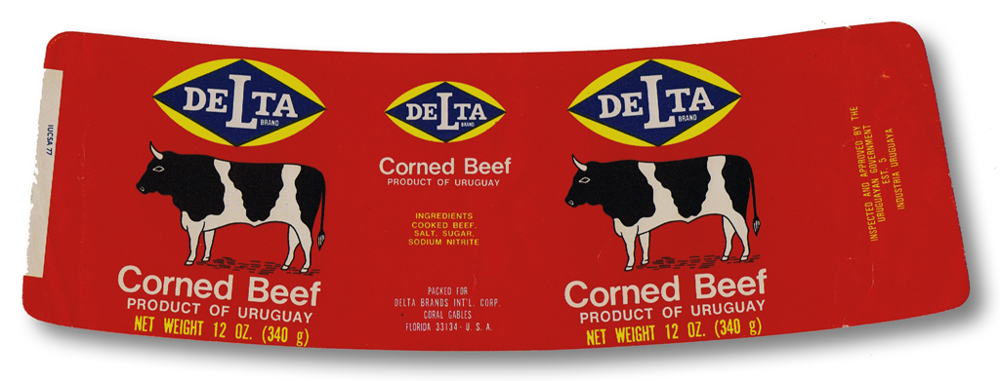 IUCSA 77
DELTA
BRAND
Corned Beef
PRODUCT OF URUGUAY
NET WEIGHT 12 OZ. (340 g)
DELTA
BRAND
Corned Beef
PRODUCT OF URUGUAY
INGREDIENTS
COOKED BEEF,
SALT, SUGAR,
SODIUM NITRITE
PACKED FOR
DELTA BRANDS INT'L. CORP.
CORAL GABLES
FLORIDA 33134 - U. S. A.
DELTA
BRAND
Corned Beef
PRODUCT OF URUGUAY
NET WEIGHT 12 OZ. (340 g)
INSPECTED AND APPROVED BY THE
URUGUAYAN GOVERNMENT
EST. 5
INDUSTRIA URUGUAYA